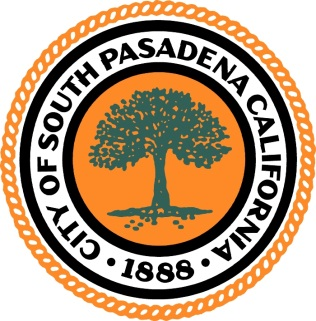 CITY OF SOUTH PASADENA CALIFORNIA
· 1888 ·